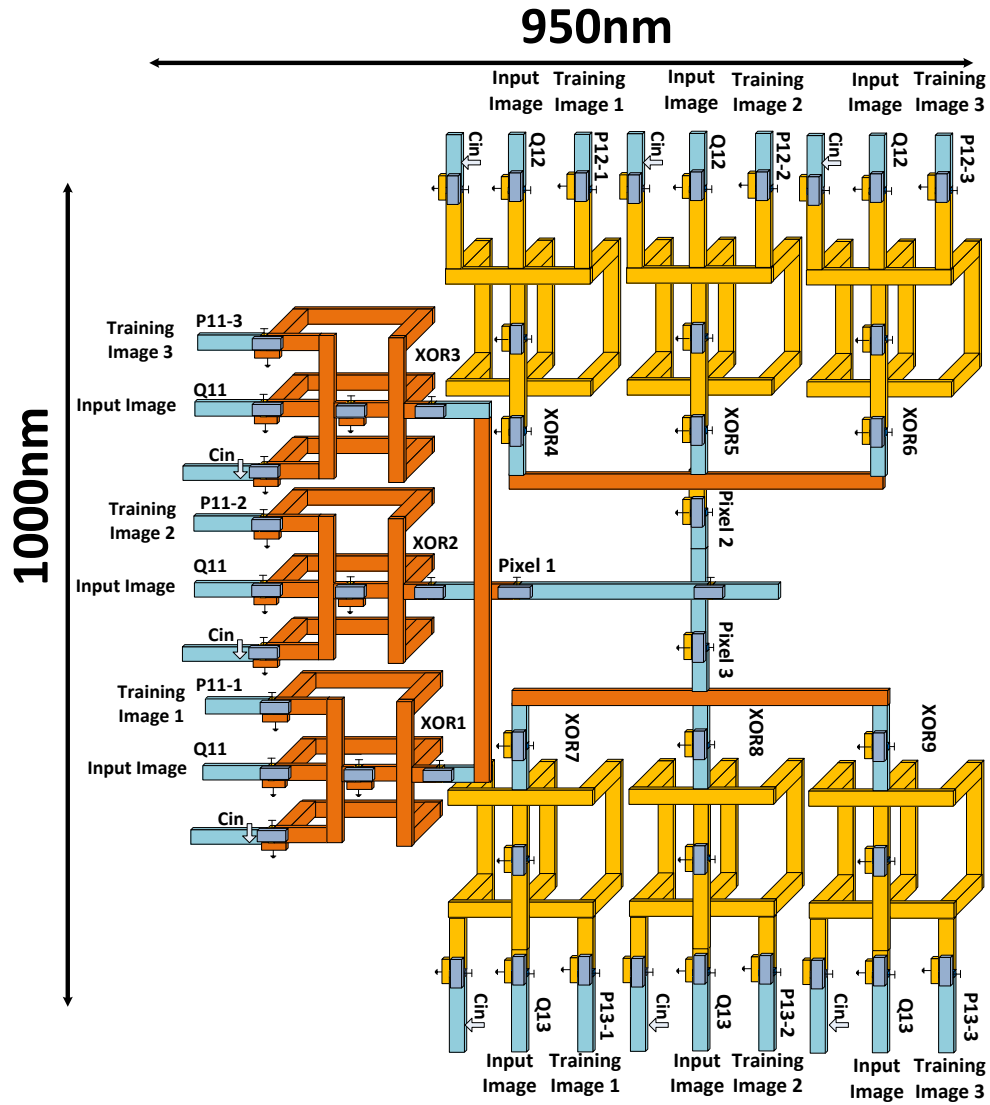 950nm
1000nm
Input
Image
Training
Image 1
Input
Image
Training
Image 2
Input
Image
Training
Image 3
Cin
Q12
P12-1
Cin
Q12
P12-2
Cin
Q12
P12-3
XOR4
XOR5
XOR6
Training
Image 3
P11-3
XOR3
Input Image
Q11
Cin
Training
Image 2
P11-2
XOR2
Input Image
Q11
Cin
Training
Image 1
P11-1
XOR1
Input Image
Q11
Cin
Pixel 1
Pixel 2
Pixel 3
XOR7
XOR8
XOR9
Cin
Q13
P13-1
Cin
Q13
P13-2
Cin
Q13
P13-3
Input
Image
Training
Image 1
Input
Image
Training
Image 2
Input
Image
Training
Image 3